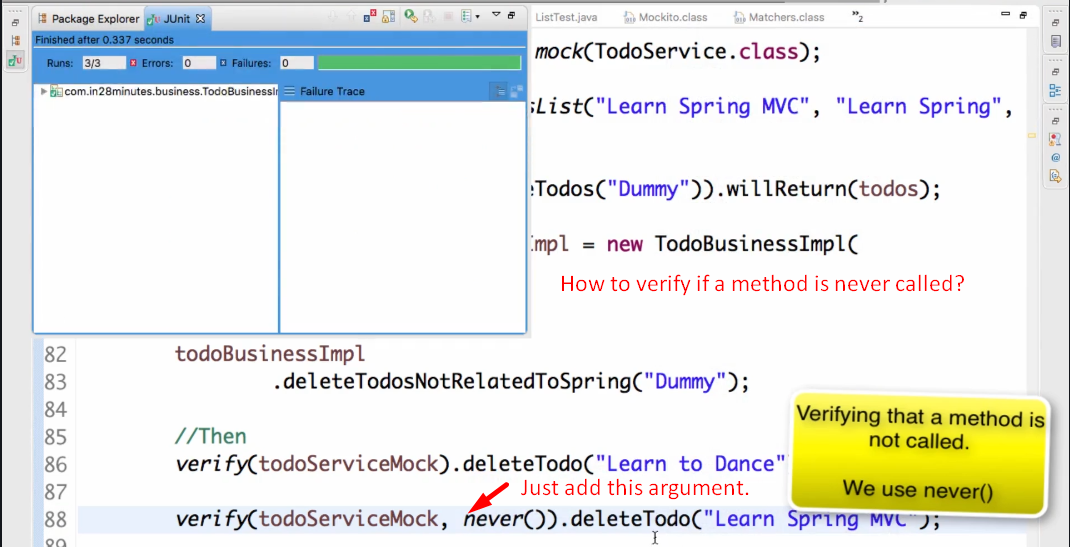 Package Explorer JUnit
ListTest.java Mockito.class Matchers.class »2
Finished after 0.337 seconds
Runs: 3/3 Errors: 0 Failures: 0
com.in28minutes.business.TodoBusinessIm
Failure Trace
mock(TodoService.class);
sList("Learn Spring MVC", "Learn Spring",
eTodos("Dummy")).willReturn(todos);
Impl = new TodoBusinessImpl(
How to verify if a method is never called?
82 todoBusinessImpl
83 .deleteTodosNotRelatedToSpring("Dummy");
84
85 //Then
86 verify(todoServiceMock).deleteTodo("Learn to Dance"
87
Just add this argument.
88 verify(todoServiceMock, never()).deleteTodo("Learn Spring MVC");
89
Verifying that a method is
not called.
We use never()